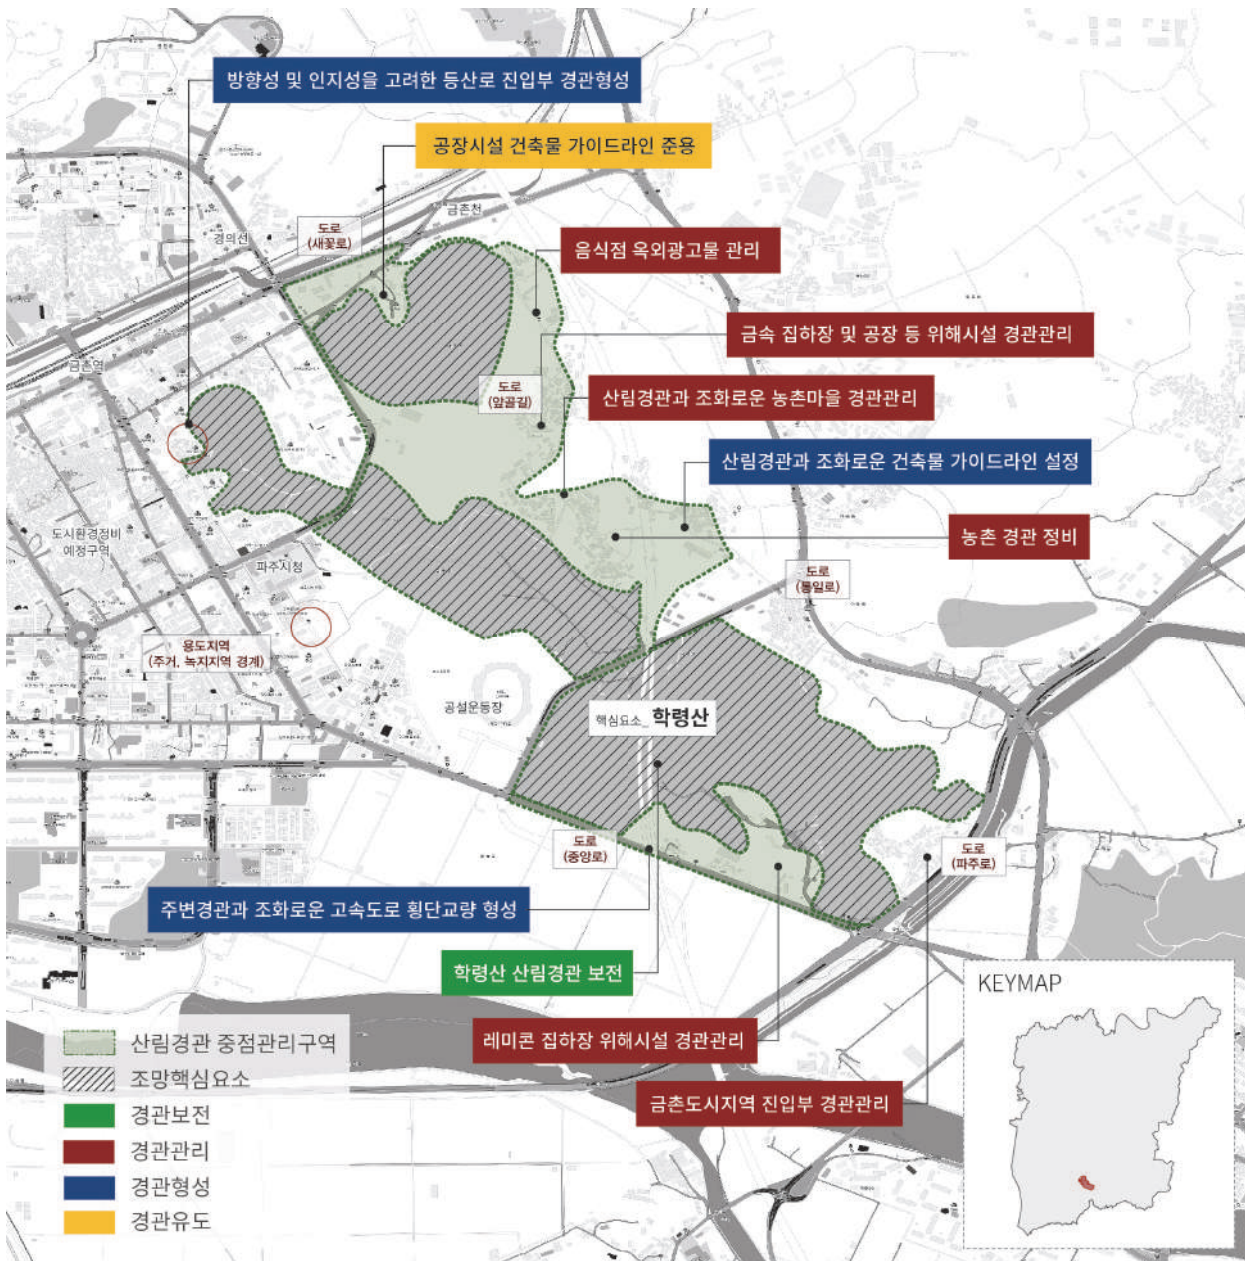 방향성 및 인지성을 고려한 등산로 진입부 경관형성
공장시설 건축물 가이드라인 준용
금촌천
도로
(새꽃로)
경의선
음식점 옥외광고물 관리
금속 집하장 및 공장 등 위해시설 경관관리
금촌역
도로
(앞골길)
산림경관과 조화로운 농촌마을 경관관리
산림경관과 조화로운 건축물 가이드라인 설정
도시환경정비
예정구역
농촌 경관 정비
파주시청
도로
(통일로)
용도지역
(주거, 녹지지역 경계)
공설운동장
핵심요소_학령산
도로
(중앙로)
도로
(파주로)
주변경관과 조화로운 고속도로 횡단교량 형성
학령산 산림경관 보전
레미콘 집하장 위해시설 경관관리
금촌도시지역 진입부 경관관리
KEYMAP
산림경관 중점관리구역
조망핵심요소
경관보전
경관관리
경관형성
경관유도